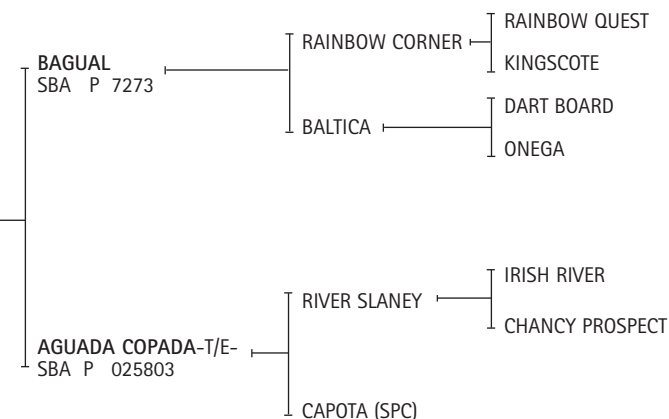 RAINBOW QUEST
RAINBOW CORNER
KINGSCOTE
BAGUAL
SBA P 7273
DART BOARD
BALTICA
ONEGA
IRISH RIVER
RIVER SLANEY
CHANCY PROSPECT
AGUADA COPADA-T/E-
SBA P 025803
CAPOTA (SPC)